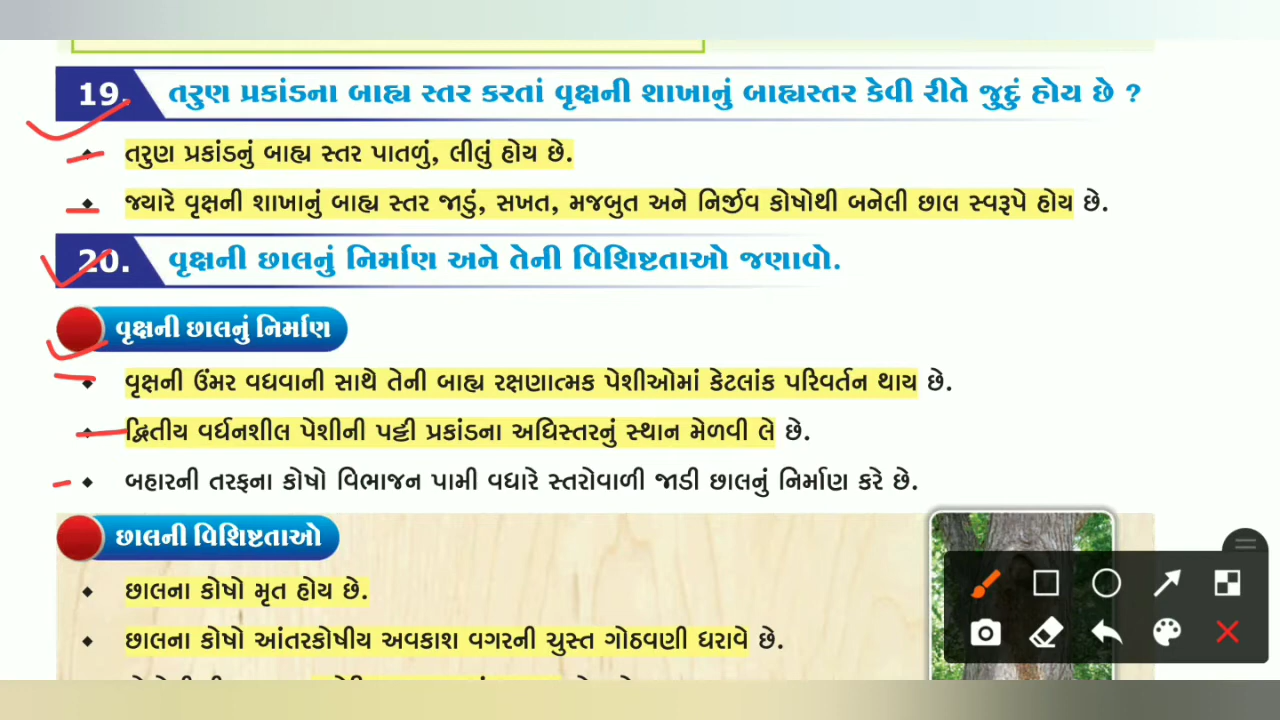 19. તરુણ પ્રકાંડના બાહ્ય સ્તર કરતાં વૃક્ષની શાખાનું બાહ્યસ્તર કેવી રીતે જુદું હોય છે ?
◆ તરુણ પ્રકાંડનું બાહ્ય સ્તર પાતળું, લીલું હોય છે.
◆ જ્યારે વૃક્ષની શાખાનું બાહ્ય સ્તર જાડું, સખત, મજબુત અને નિર્જીવ કોષોથી બનેલી છાલ સ્વરૂપે હોય છે.
20. વૃક્ષની છાલનું નિર્માણ અને તેની વિશિષ્ટતાઓ જણાવો.
વૃક્ષની છાલનું નિર્માણ
◆ વૃક્ષની ઉંમર વધવાની સાથે તેની બાહ્ય રક્ષણાત્મક પેશીઓમાં કેટલાંક પરિવર્તન થાય છે.
◆ દ્વિતીય વર્ધનશીલ પેશીની પટ્ટી પ્રકાંડના અધિસ્તરનું સ્થાન મેળવી લે છે.
◆ બહારની તરફના કોષો વિભાજન પામી વધારે સ્તરોવાળી જાડી છાલનું નિર્માણ કરે છે.
છાલની વિશિષ્ટતાઓ
◆ છાલના કોષો મૃત હોય છે.
◆ છાલના કોષો આંતરકોષીય અવકાશ વગરની ચુસ્ત ગોઠવણી ધરાવે છે.